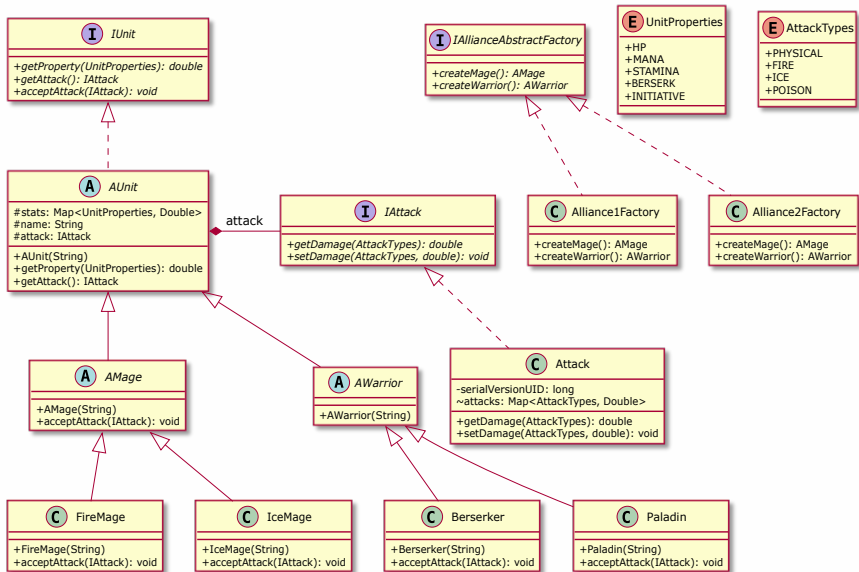 I IUnit
+getProperty(UnitProperties): double
+getAttack(): IAttack
+acceptAttack(IAttack): void
I IAllianceAbstractFactory
+createMage(): AMage
+createWarrior(): AWarrior
E UnitProperties
+HP
+MANA
+STAMINA
+BERSERK
+INITIATIVE
E AttackTypes
+PHYSICAL
+FIRE
+ICE
+POISON
A AUnit
#stats: Map<UnitProperties, Double>
#name: String
#attack: IAttack
+AUnit(String)
+getProperty(UnitProperties): double
+getAttack(): IAttack
attack
I IAttack
+getDamage(AttackTypes): double
+setDamage(AttackTypes, double): void
C Alliance1Factory
+createMage(): AMage
+createWarrior(): AWarrior
C Alliance2Factory
+createMage(): AMage
+createWarrior(): AWarrior
A AMage
+AMage(String)
+acceptAttack(IAttack): void
A AWarrior
+AWarrior(String)
C Attack
-serialVersionUID: long
~attacks: Map<AttackTypes, Double>
+getDamage(AttackTypes): double
+setDamage(AttackTypes, double): void
C FireMage
+FireMage(String)
+acceptAttack(IAttack): void
C IceMage
+IceMage(String)
+acceptAttack(IAttack): void
C Berserker
+Berserker(String)
+acceptAttack(IAttack): void
C Paladin
+Paladin(String)
+acceptAttack(IAttack): void